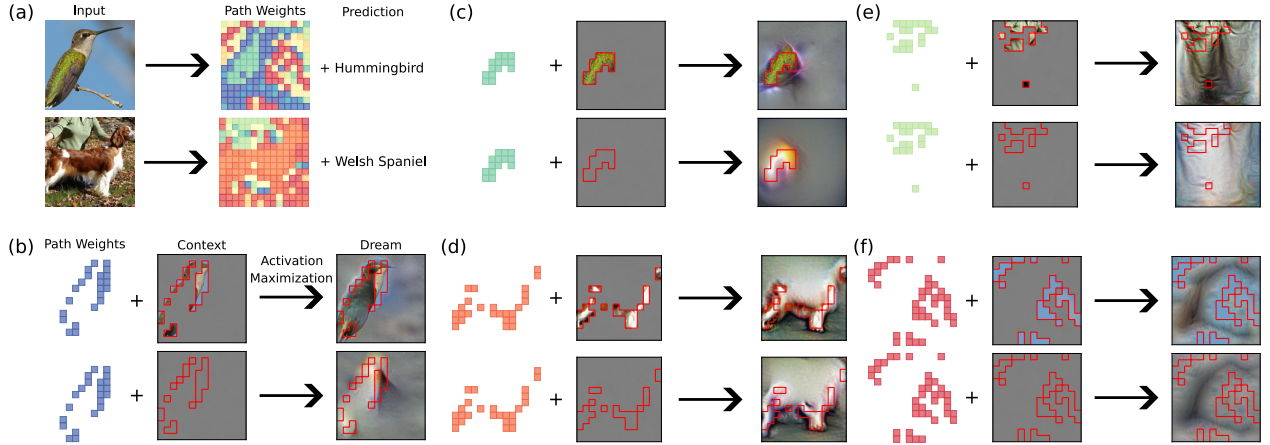 (a)
Input
Path Weights
Prediction
+ Hummingbird
+ Welsh Spaniel
(b)
Path Weights
Context
Activation
Maximization
Dream
+
+
(c)
+
+
(d)
+
+
(e)
+
+
(f)
+
+